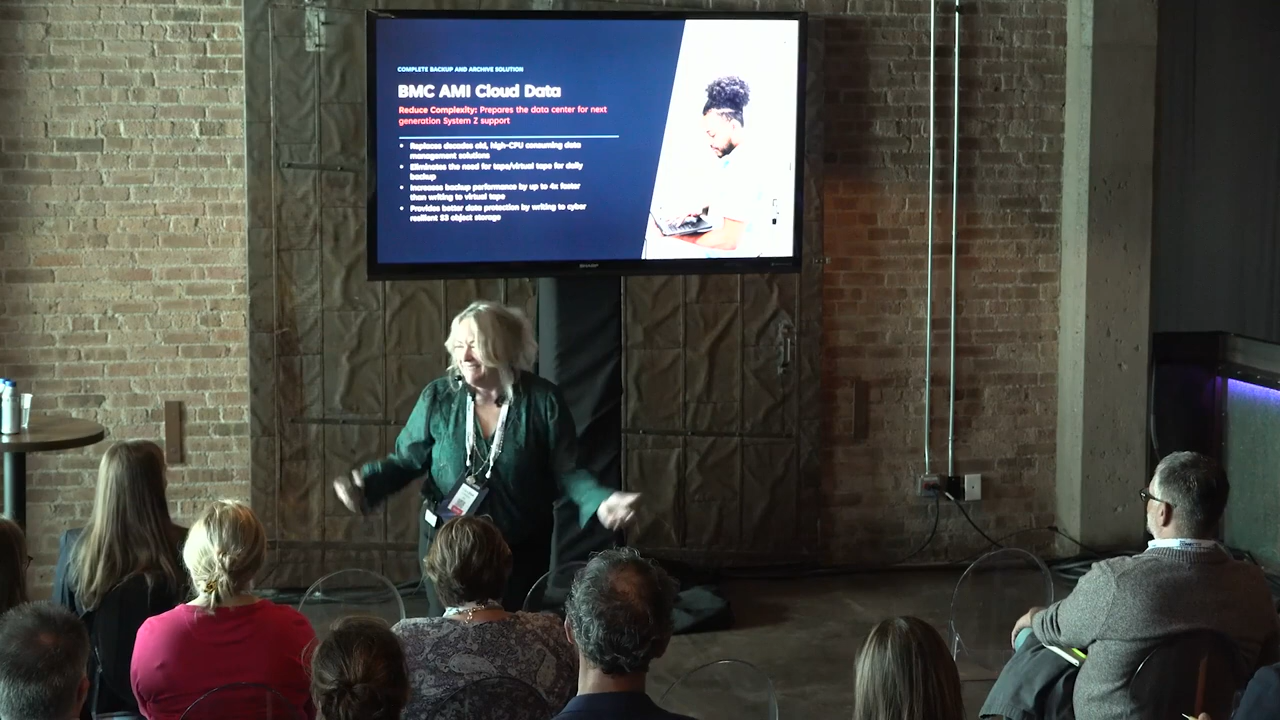 COMPLETE BACKUP AND ARCHIVE SOLUTION
BMC AMI Cloud Data
Reduce Complexity: Prepares the data center for next
generation System Z support
• Replaces decades old, high-CPU consuming data
management solutions
• Eliminates the need for tape/virtual tape for daily
backup
• Increases backup performance by up to 4x faster
than writing to virtual tape
• Provides better data protection by writing to cyber
resilient S3 object storage
SHARP